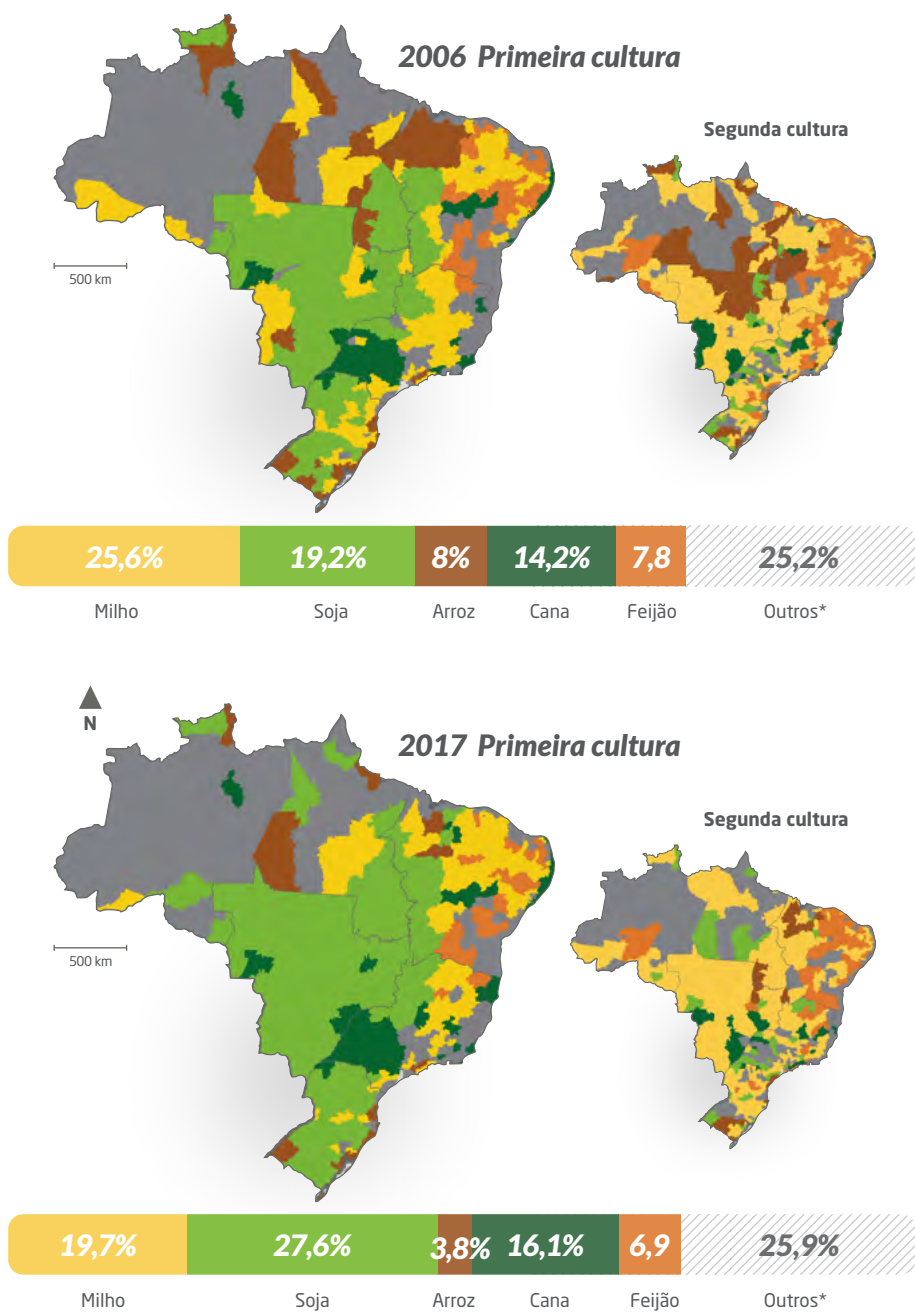 2006 Primeira cultura
Segunda cultura
500 km
25,6% 19,2% 8% 14,2% 7,8 25,2%
Milho Soja Arroz Cana Feijão Outros*
N
2017 Primeira cultura
Segunda cultura
500 km
19,7% 27,6% 3,8% 16,1% 6,9 25,9%
Milho Soja Arroz Cana Feijão Outros*